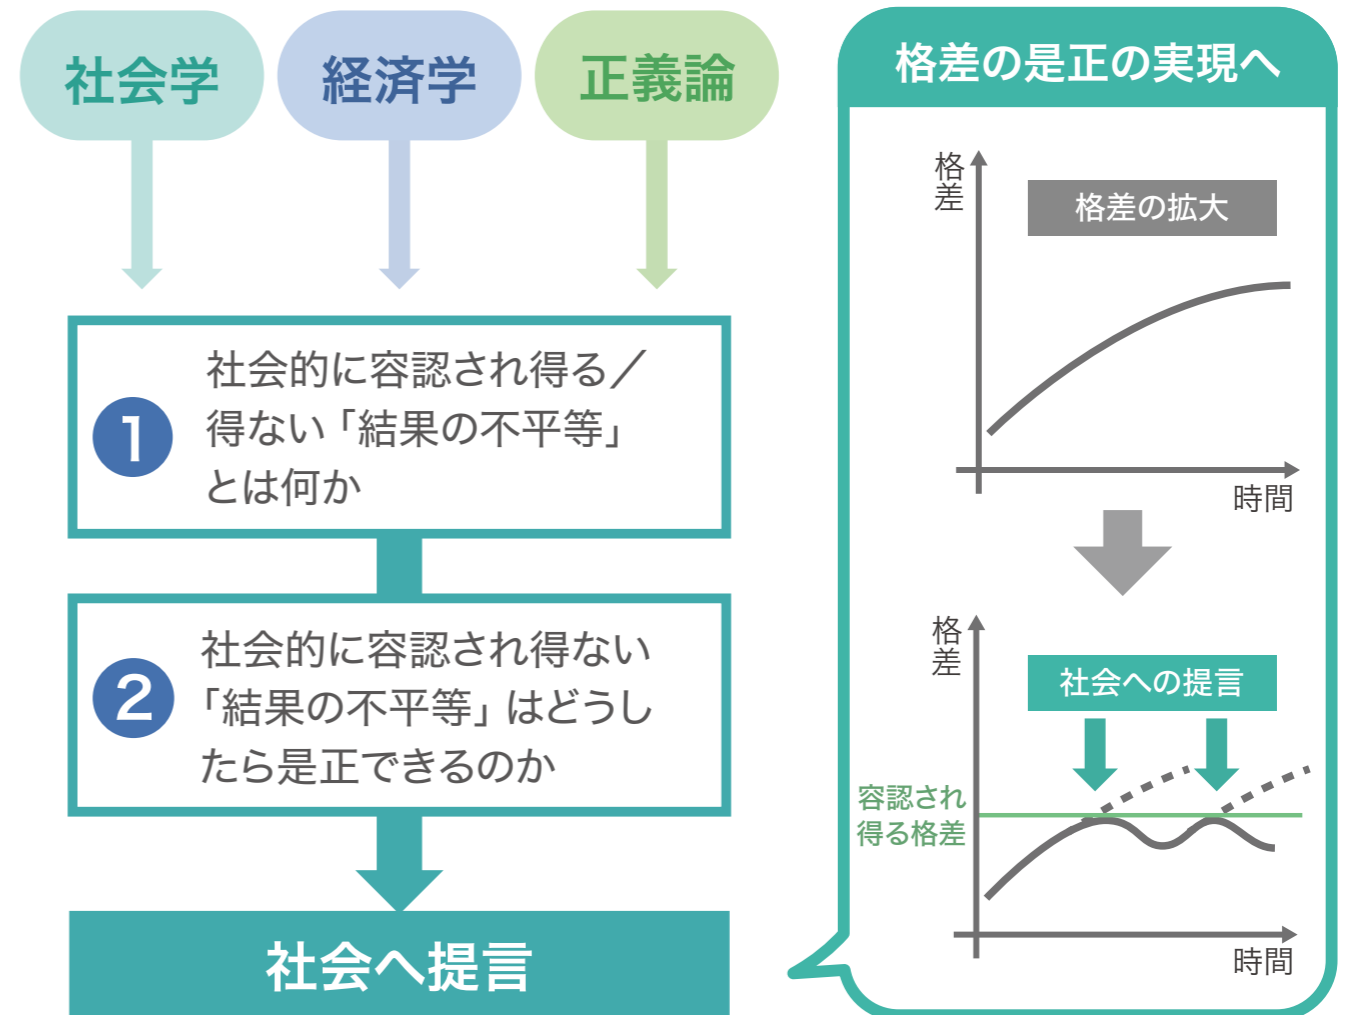 社会学
経済学
正義論
1
社会的に容認され得る／
得ない「結果の不平等」
とは何か
2
社会的に容認され得ない
「結果の不平等」はどうし
たら是正できるのか
社会へ提言
格差の是正の実現へ
格差
格差の拡大
時間
格差
社会への提言
容認され
得る格差
時間